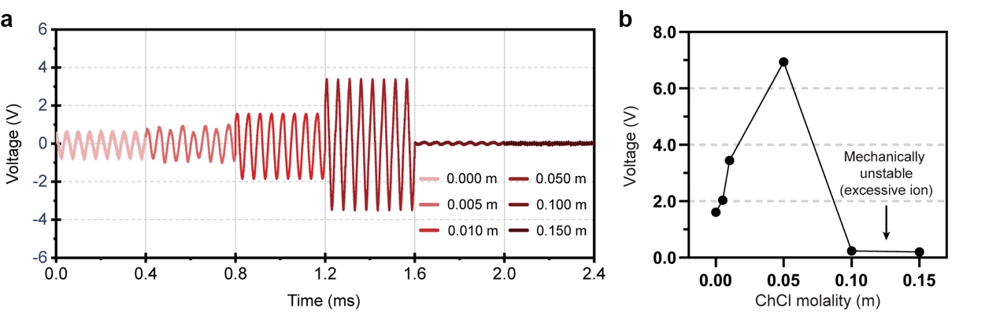 a
6
4
2
0
-2
-4
-6
Voltage (V)
0.0 0.4 0.8 1.2 1.6 2.0 2.4
Time (ms)
0.000 m 0.050 m
0.005 m 0.100 m
0.010 m 0.150 m
b
8.0
6.0
4.0
2.0
0.0
Voltage (V)
Mechanically
unstable
(excessive ion)
0.00 0.05 0.10 0.15
ChCl molality (m)